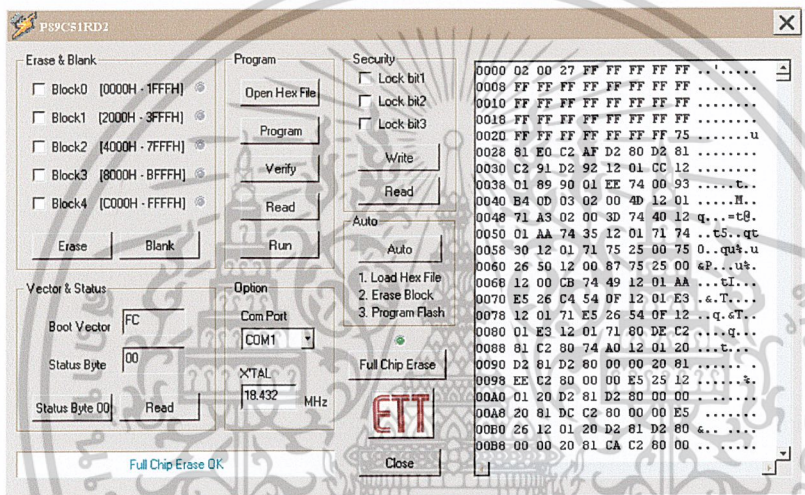 P89C51RD2
Erase & Blank
Block0 [0000H - 1FFFH]
Block1 [2000H - 3FFFH]
Block2 [4000H - 7FFFH]
Block3 [8000H - BFFFH]
Block4 [C000H - FFFFH]
Erase Blank
Program
Open Hex File
Program
Verify
Read
Run
Security
Lock bit1
Lock bit2
Lock bit3
Write
Read
Auto
Auto
1. Load Hex File
2. Erase Block
3. Program Flash
Full Chip Erase
ETT
Close
Vector & Status
Boot Vector FC
Status Byte 00
Status Byte 00 Read
Option
Com Port
COM1
X'TAL
18.432 MHz
Full Chip Erase OK
0000 02 00 27 FF FF FF FF FF ..'.....
0008 FF FF FF FF FF FF FF FF ........
0010 FF FF FF FF FF FF FF FF ........
0018 FF FF FF FF FF FF FF FF ........
0020 FF FF FF FF FF FF FF 75 .......u
0028 81 E0 C2 AF D2 80 D2 81 ........
0030 C2 91 D2 92 12 01 CC 12 ........
0038 01 89 90 01 EE 74 00 93 .....t..
0040 B4 0D 03 02 00 4D 12 01 .....M..
0048 71 A3 02 00 3D 74 40 12 q...=t@.
0050 01 AA 74 35 12 01 71 74 ..t5..qt
0058 30 12 01 71 75 25 00 75 0..qu%.u
0060 26 50 12 00 87 75 25 00 &P...u%.
0068 12 00 CB 74 49 12 01 AA ...tI...
0070 E5 26 C4 54 0F 12 01 E3 .&.T....
0078 12 01 71 E5 26 54 0F 12 ..q.&T..
0080 01 E3 12 01 71 80 DE C2 ....q...
0088 81 C2 80 74 A0 12 01 20 ...t...
0090 D2 81 D2 80 00 00 20 81 ...... .
0098 EE C2 80 00 00 E5 25 12 ......%.
00A0 01 20 D2 81 D2 80 00 00 . ......
00A8 20 81 DC C2 80 00 00 E5 .......
00B0 26 12 01 20 D2 81 D2 80 &.. ....
00B8 00 00 20 81 CA C2 80 00 .. .....